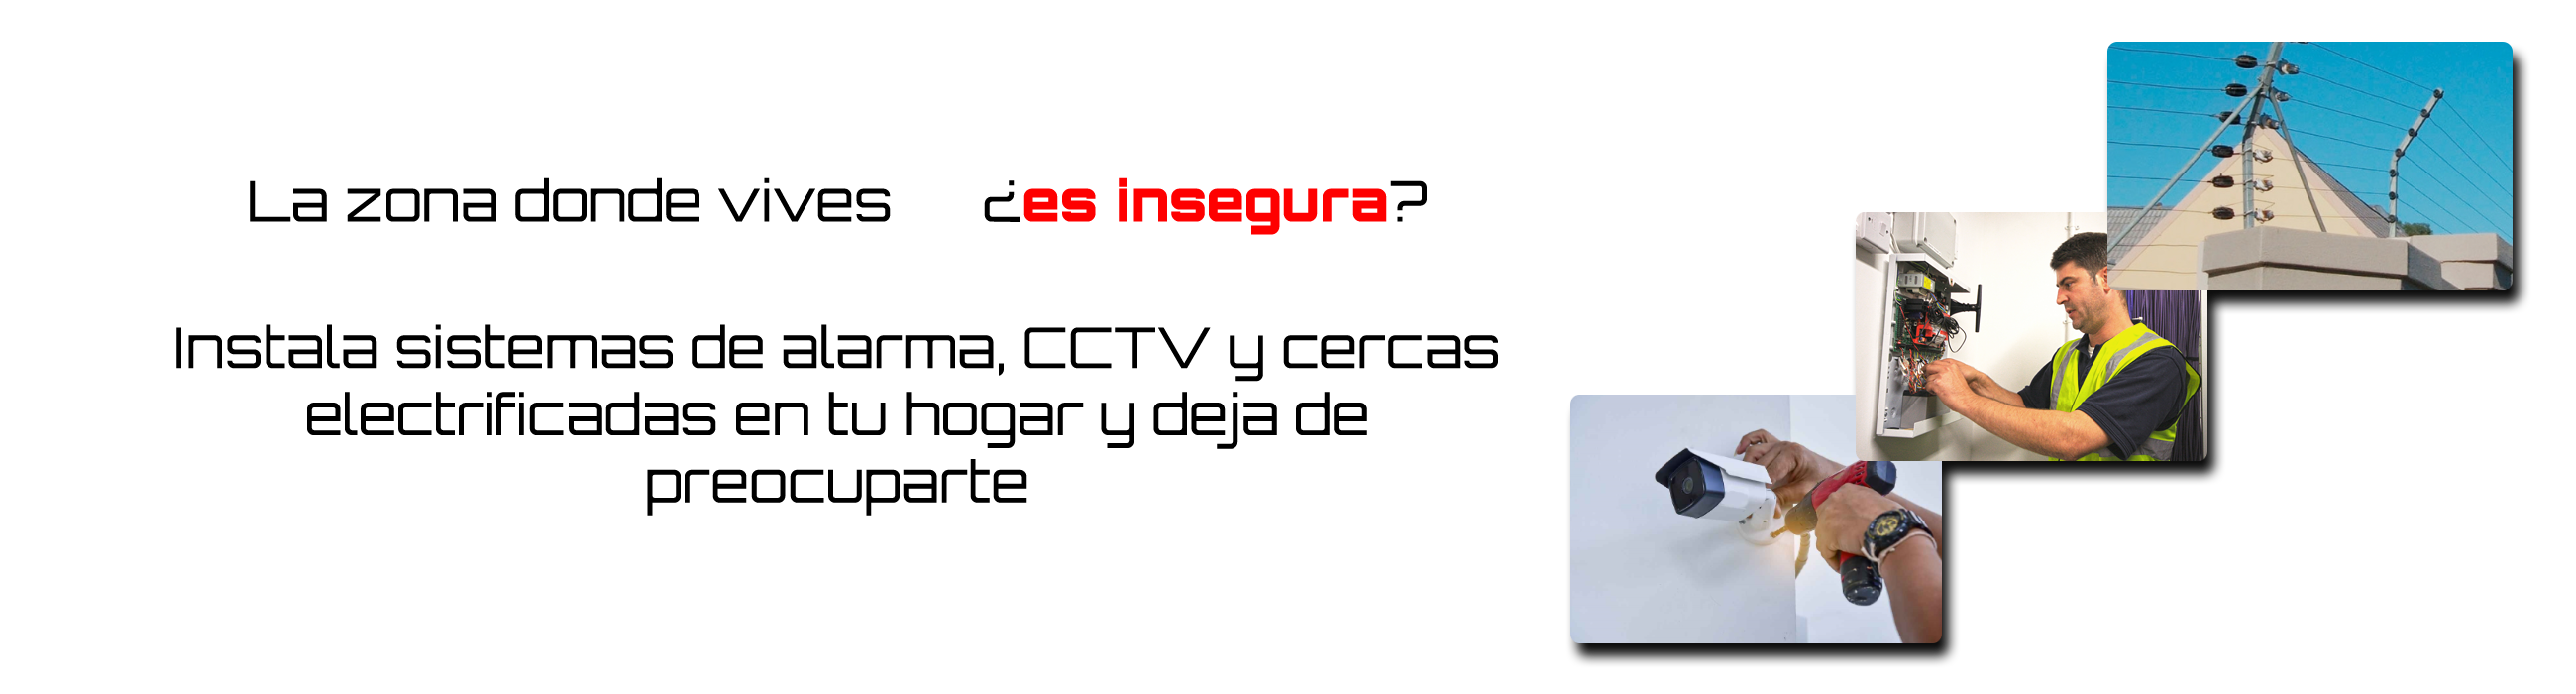 La zona donde vives ¿es insegura?
Instala sistemas de alarma, CCTV y cercas
electrificadas en tu hogar y deja de
preocuparte